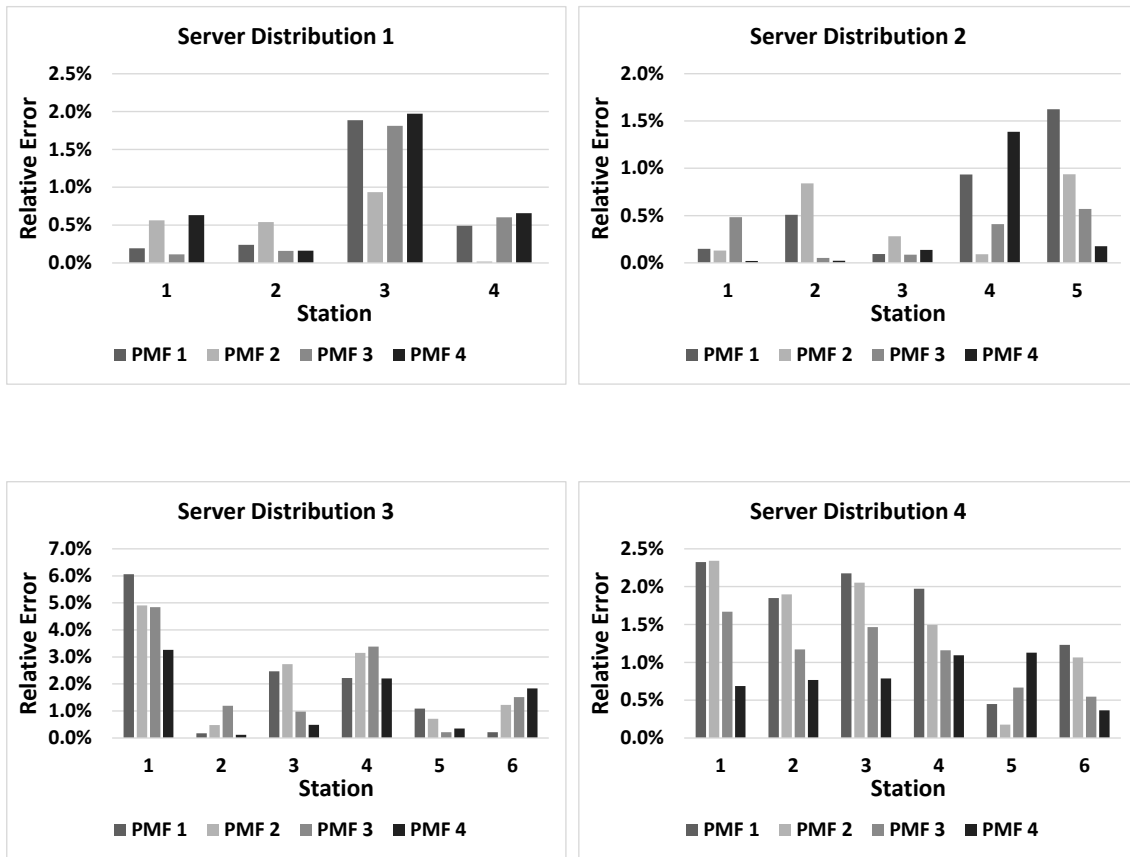 Server Distribution 1
Relative Error
2.5%
2.0%
1.5%
1.0%
0.5%
0.0%
1 2 3 4
Station
PMF 1 PMF 2 PMF 3 PMF 4
Server Distribution 2
Relative Error
2.0%
1.5%
1.0%
0.5%
0.0%
1 2 3 4 5
Station
PMF 1 PMF 2 PMF 3 PMF 4
Server Distribution 3
Relative Error
7.0%
6.0%
5.0%
4.0%
3.0%
2.0%
1.0%
0.0%
1 2 3 4 5 6
Station
PMF 1 PMF 2 PMF 3 PMF 4
Server Distribution 4
Relative Error
2.5%
2.0%
1.5%
1.0%
0.5%
0.0%
1 2 3 4 5 6
Station
PMF 1 PMF 2 PMF 3 PMF 4